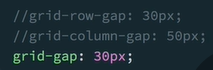 //grid-row-gap: 30px;
//grid-column-gap: 50px;
grid-gap: 30px;